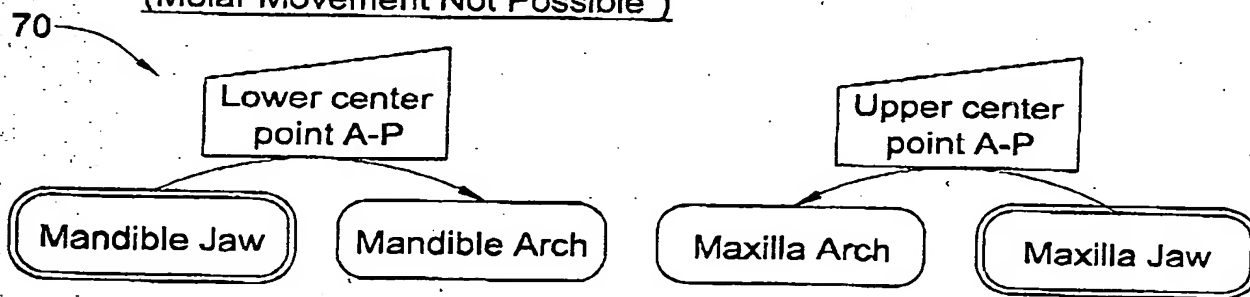 (Molar Movement Not Possible )
70
Lower center
point A-P
Upper center
point A-P
Mandible Jaw
Mandible Arch
Maxilla Arch
Maxilla Jaw